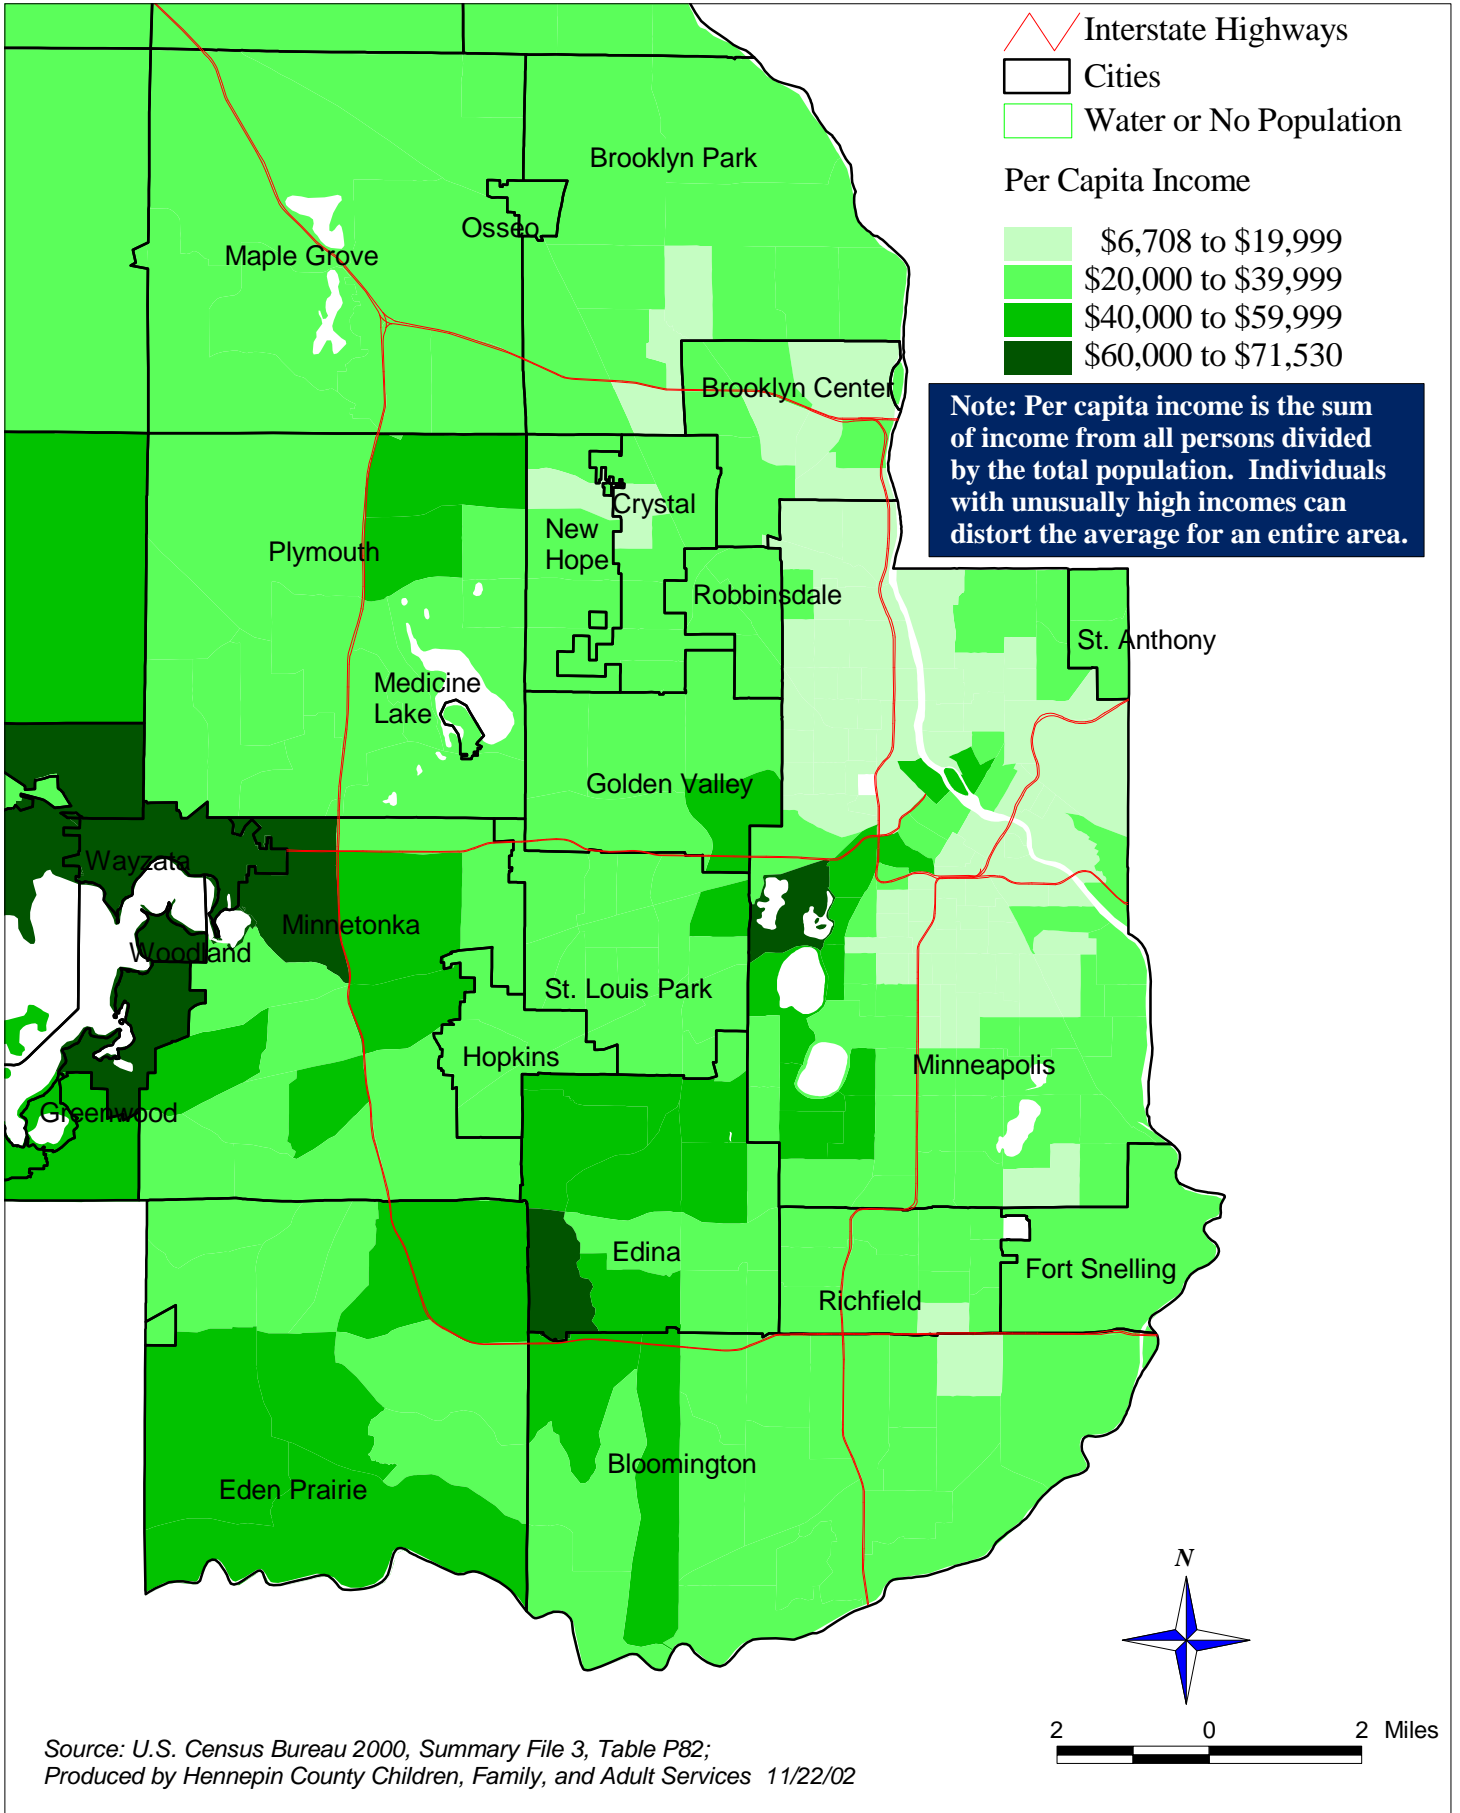 Interstate Highways
Cities
Water or No Population
Per Capita Income
$6,708 to $19,999
$20,000 to $39,999
$40,000 to $59,999
$60,000 to $71,530
Note: Per capita income is the sum
of income from all persons divided
by the total population.  Individuals
with unusually high incomes can
distort the average for an entire area.
Brooklyn Park
Osseo
Maple Grove
Brooklyn Center
Crystal
New
Hope
Plymouth
Robbinsdale
St. Anthony
Medicine
Lake
Golden Valley
Wayzata
Minnetonka
Woodland
St. Louis Park
Hopkins
Minneapolis
Greenwood
Edina
Fort Snelling
Richfield
Bloomington
Eden Prairie
N
2 0 2 Miles
Source: U.S. Census Bureau 2000, Summary File 3, Table P82;
Produced by Hennepin County Children, Family, and Adult Services  11/22/02